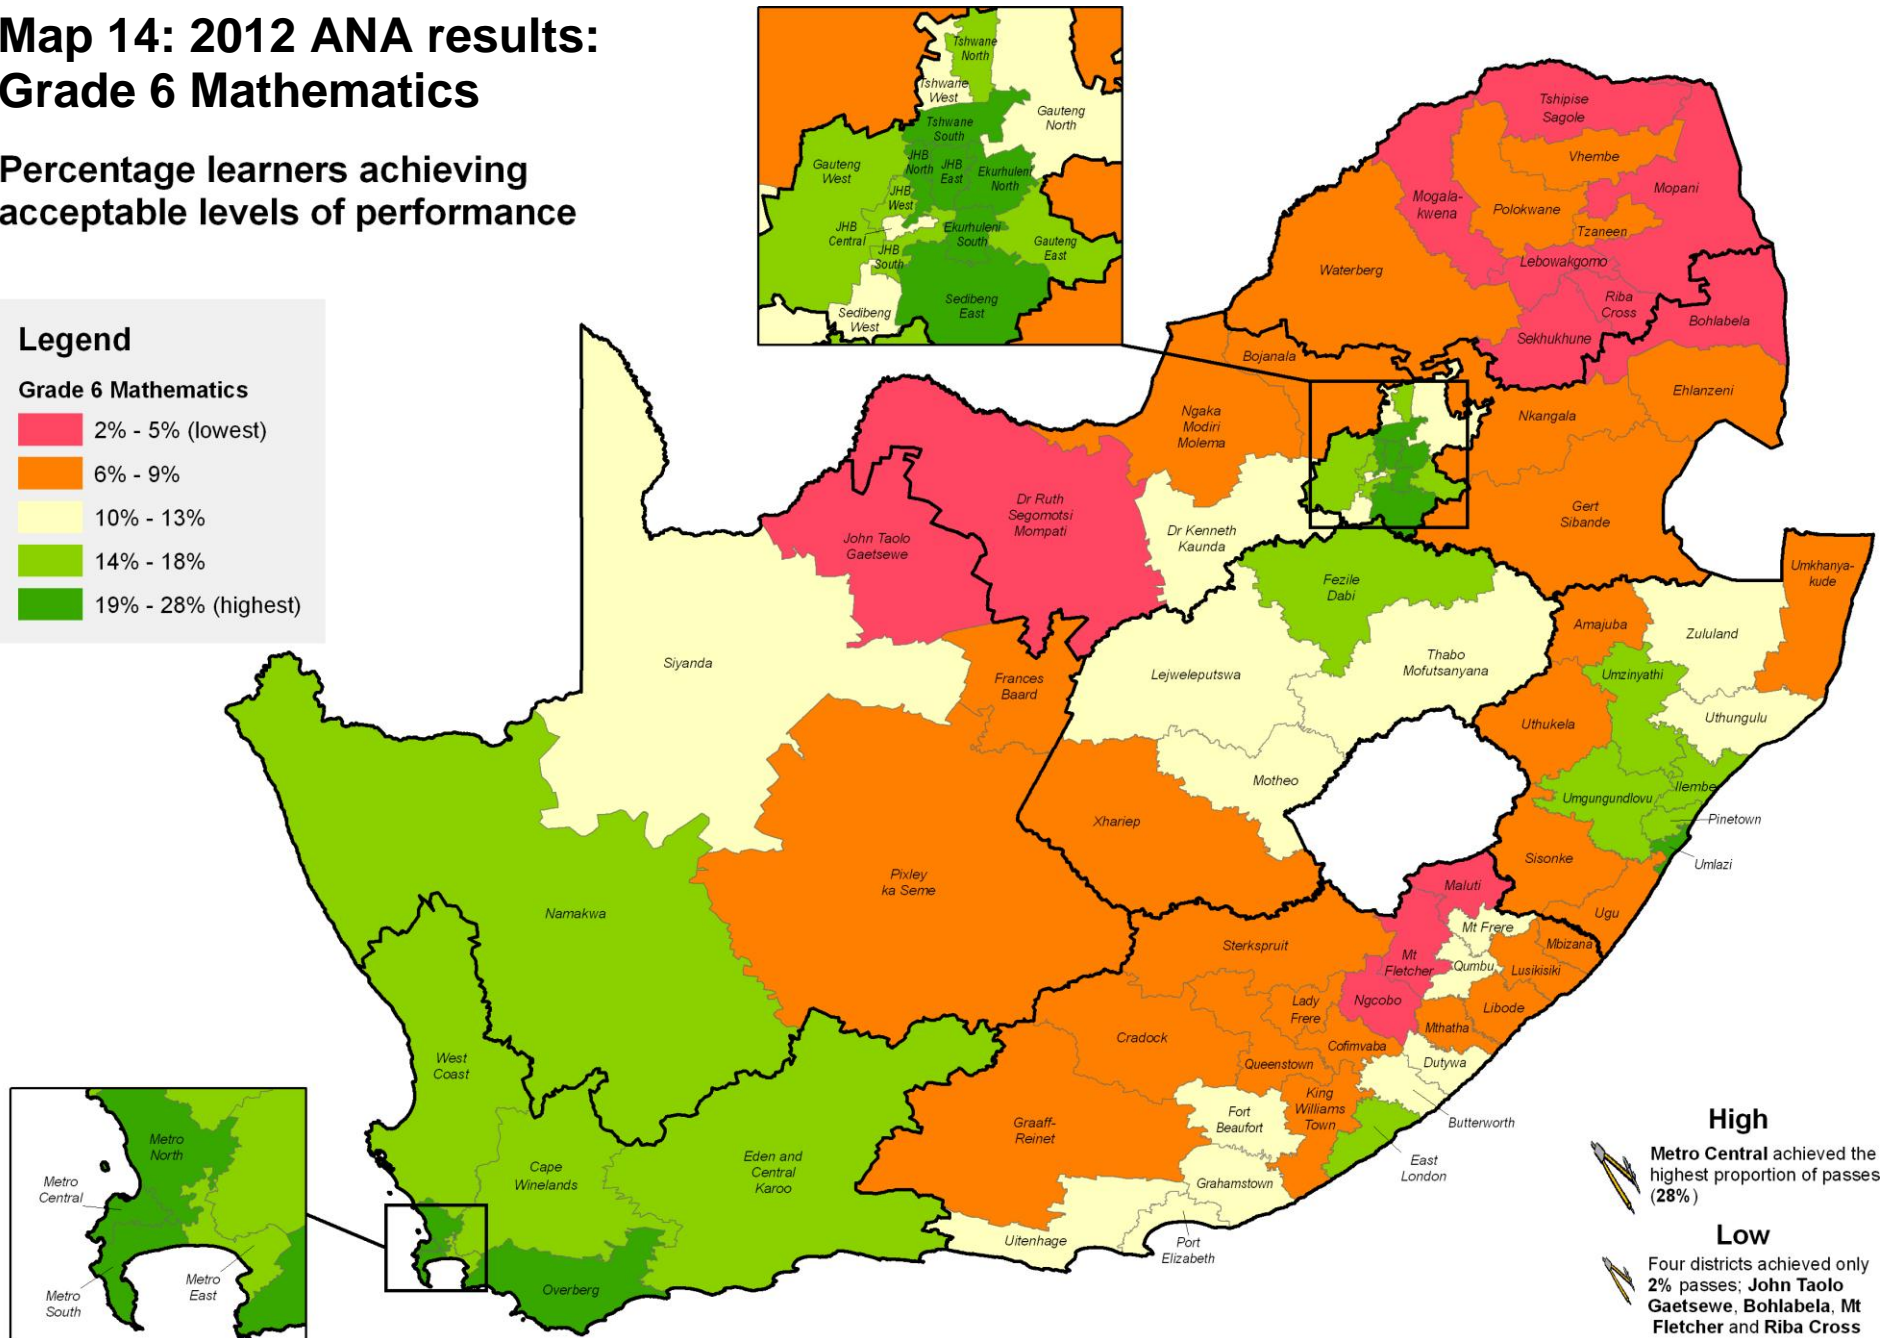 Map 14: 2012 ANA results:
Grade 6 Mathematics
Percentage learners achieving
acceptable levels of performance
Legend
Grade 6 Mathematics
2% - 5% (lowest)
6% - 9%
10% - 13%
14% - 18%
19% - 28% (highest)
Tshwane
North
Tshwane
West
Gauteng
North
Tshwane
South
Gauteng
West
JHB
North
JHB
East
Ekurhuleni
North
JHB
West
JHB
Central
Ekurhuleni
South
Gauteng
East
JHB
South
Sedibeng
East
Sedibeng
West
Tshipise
Sagole
Vhembe
Mopani
Mogala-
kwena
Polokwane
Tzaneen
Waterberg
Lebowakgomo
Riba
Cross
Bohlabela
Sekhukhune
Bojanala
Ehlanzeni
Nkangala
Ngaka
Modiri
Molema
Gert
Sibande
Dr Ruth
Segomotsi
Mompati
Dr Kenneth
Kaunda
John Taolo
Gaetsewe
Fezile
Dabi
Umkhanya-
kude
Amajuba
Zululand
Siyanda
Frances
Baard
Lejweleputswa
Thabo
Mofutsanyana
Umzinyathi
Uthungulu
Uthukela
Motheo
Umgungundlovu
Ilembe
Pinetown
Xhariep
Umlazi
Sisonke
Pixley
ka Seme
Maluti
Ugu
Namakwa
Mt Frere
Mbizana
Sterkspruit
Mt
Fletcher
Qumbu
Lusikisiki
Ngcobo
Libode
Lady
Frere
Mthatha
Cradock
Cofimvaba
Dutywa
Queenstown
West
Coast
King
Williams
Town
Fort
Beaufort
Butterworth
Graaff-
Reinet
East
London
Cape
Winelands
Eden and
Central
Karoo
Grahamstown
Uitenhage
Port
Elizabeth
Overberg
Metro
North
Metro
Central
Metro
East
Metro
South
High
Metro Central achieved the
highest proportion of passes
(28%)
Low
Four districts achieved only
2% passes; John Taolo
Gaetsewe, Bohlabela, Mt
Fletcher and Riba Cross